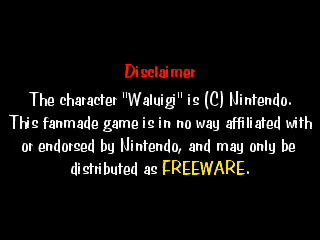 Disclaimer
The character "Waluigi" is (C) Nintendo.
This fanmade game is in no way affiliated with
or endorsed by Nintendo, and may only be
distributed as FREEWARE.